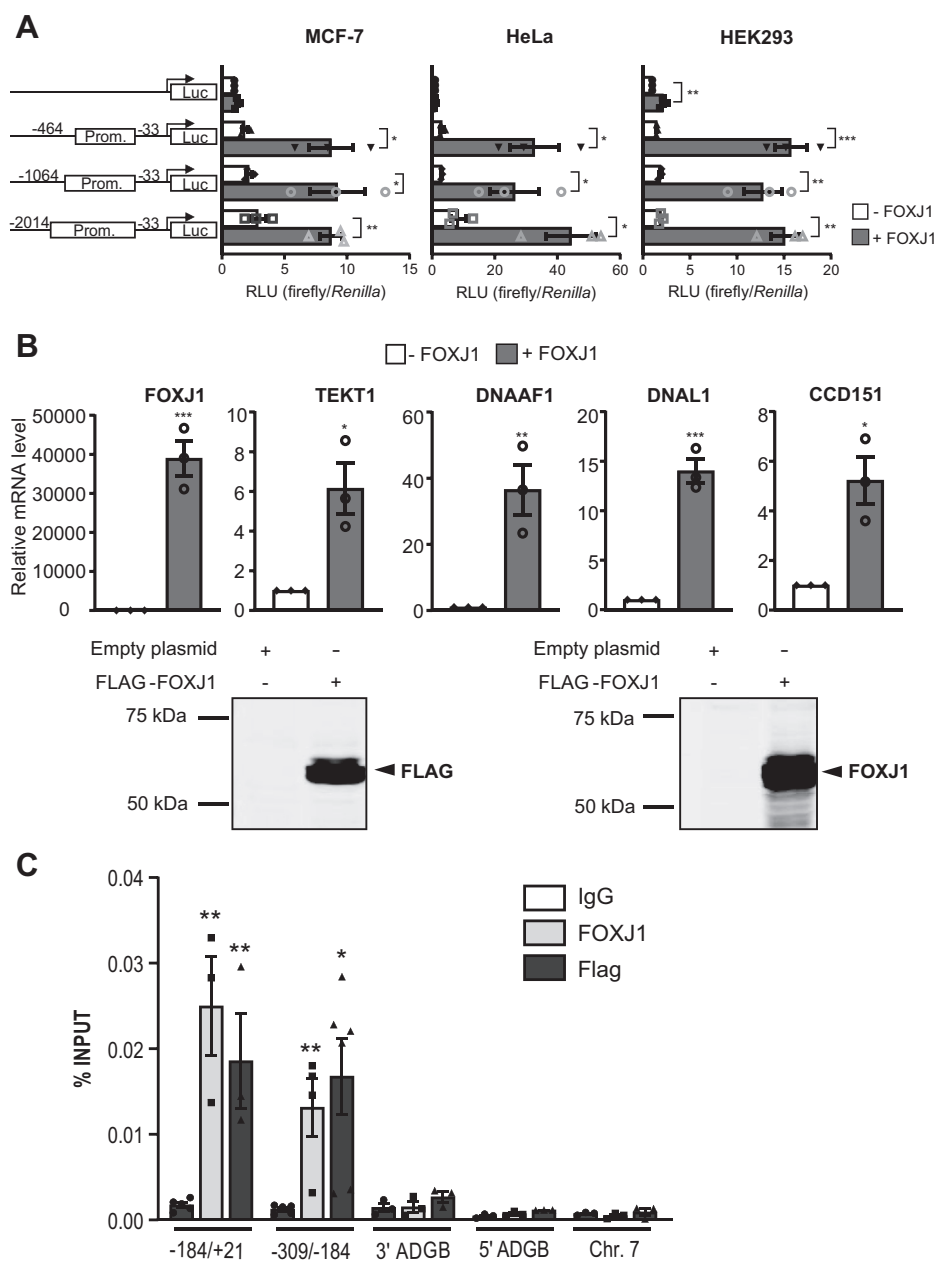 A
MCF-7 HeLa HEK293
Luc
-464 Prom. -33 Luc
-1064 Prom. -33 Luc
-2014 Prom. -33 Luc
** * * *** * * ** ** * **
- FOXJ1
+ FOXJ1
0 5 10 15 0 20 40 60 0 5 10 15 20
RLU (firefly/Renilla) RLU (firefly/Renilla) RLU (firefly/Renilla)
B
- FOXJ1 + FOXJ1
FOXJ1 TEKT1 DNAAF1 DNAL1 CCD151
Relative mRNA level
50000 40000 30000 20000 10000 0
10 8 6 4 2 0
60 40 20 0
20 15 10 5 0
8 6 4 2 0
*** * ** *** *
Empty plasmid + -
FLAG-FOXJ1 - +
75 kDa
50 kDa
FLAG
Empty plasmid + -
FLAG-FOXJ1 - +
75 kDa
50 kDa
FOXJ1
C
% INPUT
0.04
0.03
0.02
0.01
0.00
** ** ** *
IgG
FOXJ1
Flag
-184/+21 -309/-184 3' ADGB 5' ADGB Chr. 7